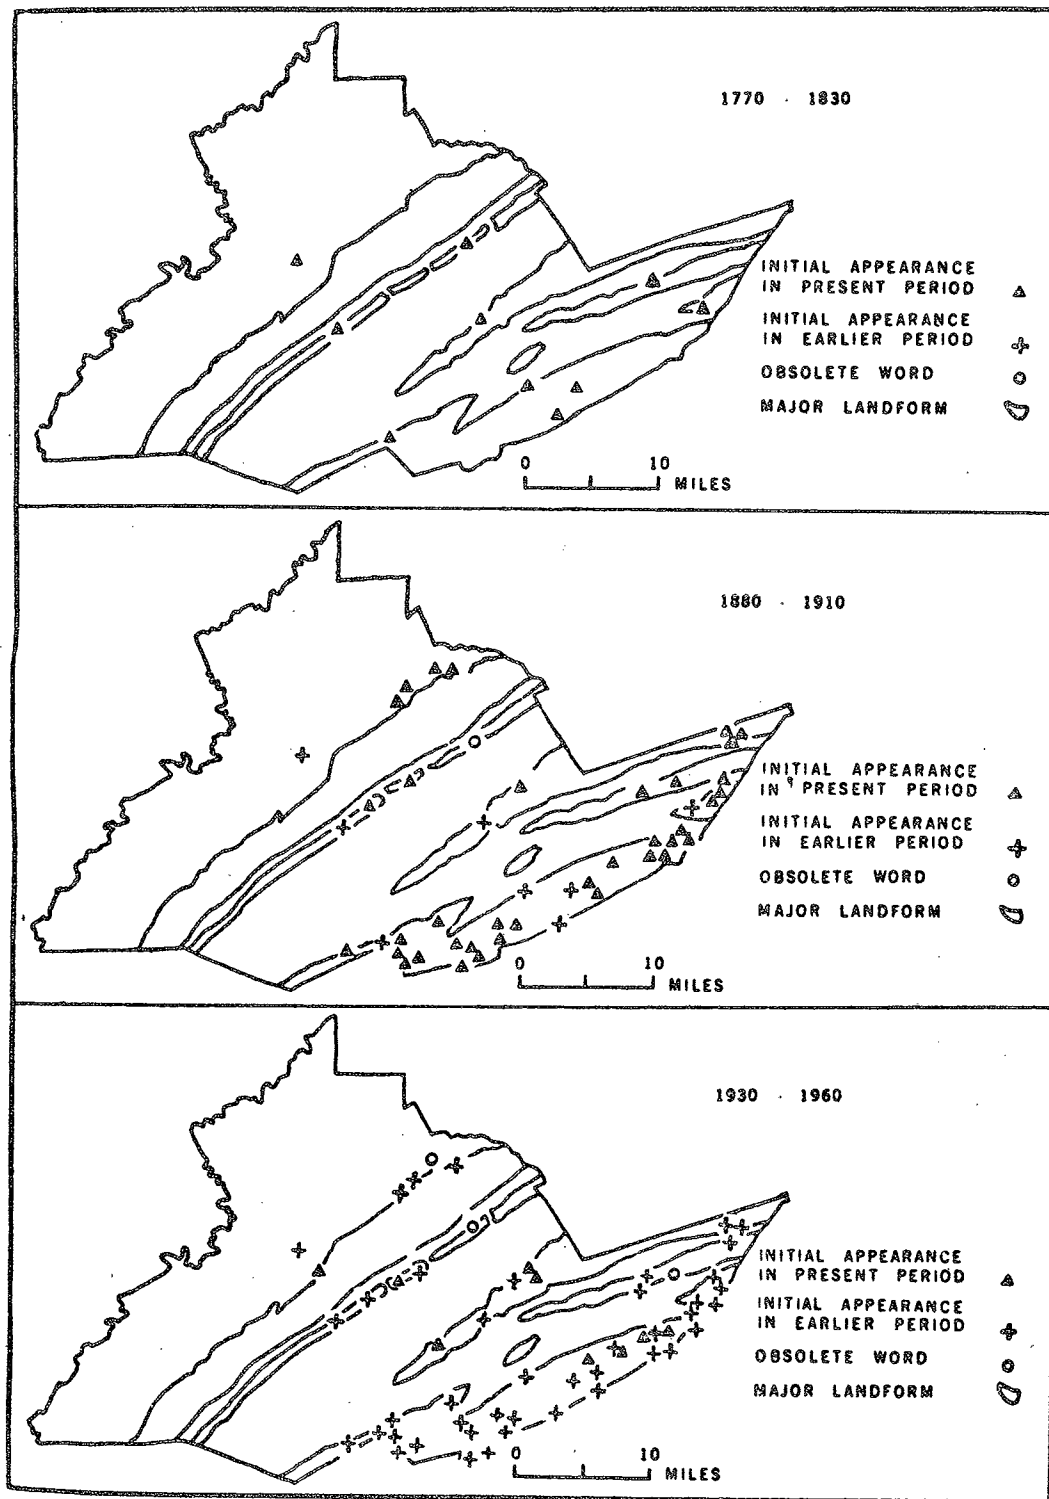 1770 - 1830
INITIAL APPEARANCE
IN PRESENT PERIOD
INITIAL APPEARANCE
IN EARLIER PERIOD
OBSOLETE WORD
MAJOR LANDFORM
0 10
MILES
1880 - 1910
INITIAL APPEARANCE
IN PRESENT PERIOD
INITIAL APPEARANCE
IN EARLIER PERIOD
OBSOLETE WORD
MAJOR LANDFORM
0 10
MILES
1930 - 1960
INITIAL APPEARANCE
IN PRESENT PERIOD
INITIAL APPEARANCE
IN EARLIER PERIOD
OBSOLETE WORD
MAJOR LANDFORM
0 10
MILES